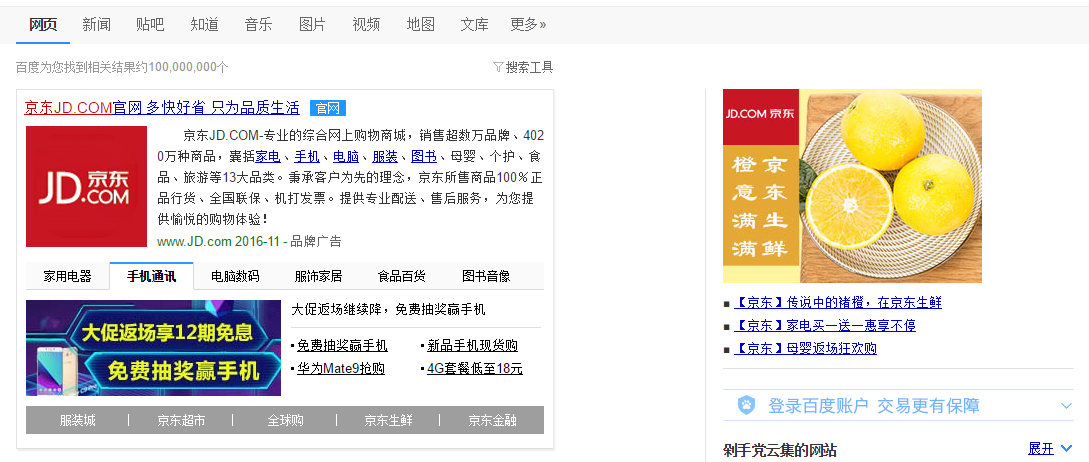 网页 新闻 贴吧 知道 音乐 图片 视频 地图 文库 更多»
百度为您找到相关结果约100,000,000个
搜索工具
京东JD.COM官网 多快好省 只为品质生活 官网
JD 京东
.COM
京东JD.COM-专业的综合网上购物商城，销售超数万品牌、402
0万种商品，囊括家电、手机、电脑、服装、图书、母婴、个护、食
品、旅游等13大品类。秉承客户为先的理念，京东所售商品100%正
品行货、全国联保、机打发票。提供专业配送、售后服务，为您提
供愉悦的购物体验！
www.JD.com 2016-11 - 品牌广告
家用电器 手机通讯 电脑数码 服饰家居 食品百货 图书音像
大促返场享12期免息
免费抽奖赢手机
大促返场继续降，免费抽奖赢手机
免费抽奖赢手机 新品手机现货购
华为Mate9抢购 4G套餐低至18元
服装城 京东超市 全球购 京东生鲜 京东金融
JD.COM 京东
橙意满满
京东生鲜
【京东】传说中的褚橙，在京东生鲜
【京东】家电买一送一惠享不停
【京东】母婴返场狂欢购
登录百度账户 交易更有保障
剁手党云集的网站 展开